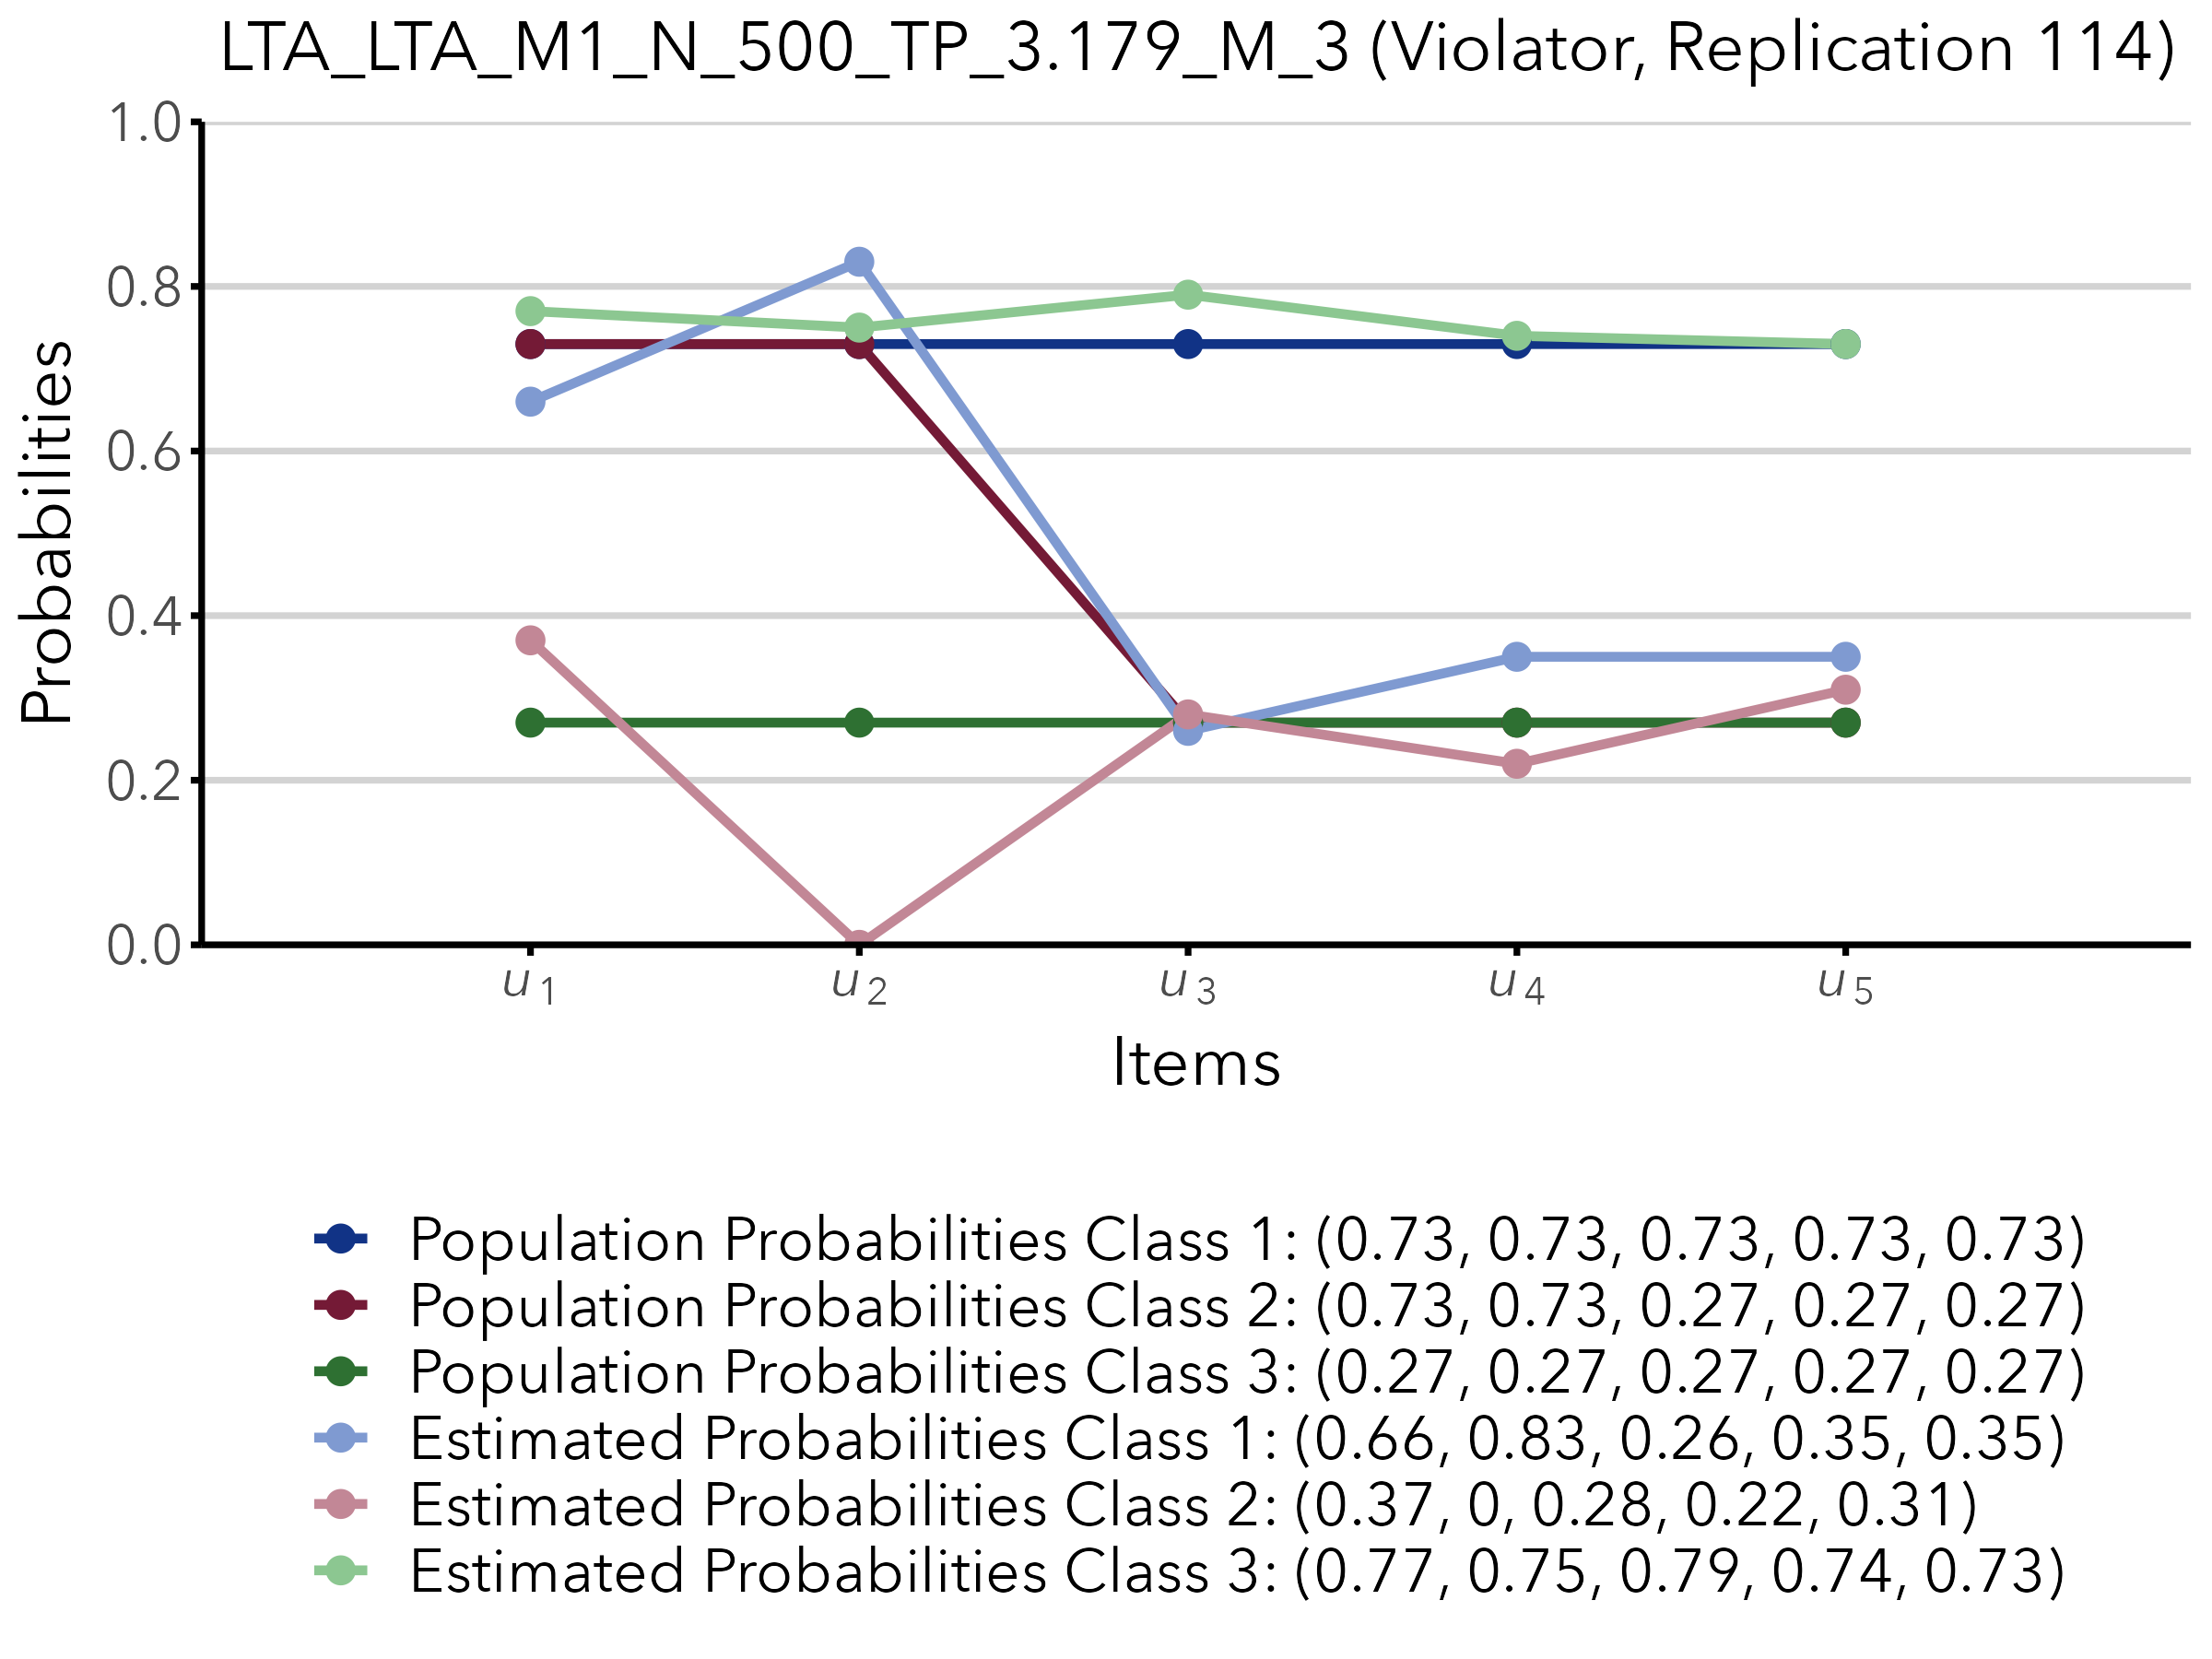 LTA_LTA_M1_N_500_TP_3.179_M_3 (Violator, Replication 114)
Probabilities
1.0
0.8
0.6
0.4
0.2
0.0
u1 u2 u3 u4 u5
Items
Population Probabilities Class 1: (0.73, 0.73, 0.73, 0.73, 0.73)
Population Probabilities Class 2: (0.73, 0.73, 0.27, 0.27, 0.27)
Population Probabilities Class 3: (0.27, 0.27, 0.27, 0.27, 0.27)
Estimated Probabilities Class 1: (0.66, 0.83, 0.26, 0.35, 0.35)
Estimated Probabilities Class 2: (0.37, 0, 0.28, 0.22, 0.31)
Estimated Probabilities Class 3: (0.77, 0.75, 0.79, 0.74, 0.73)